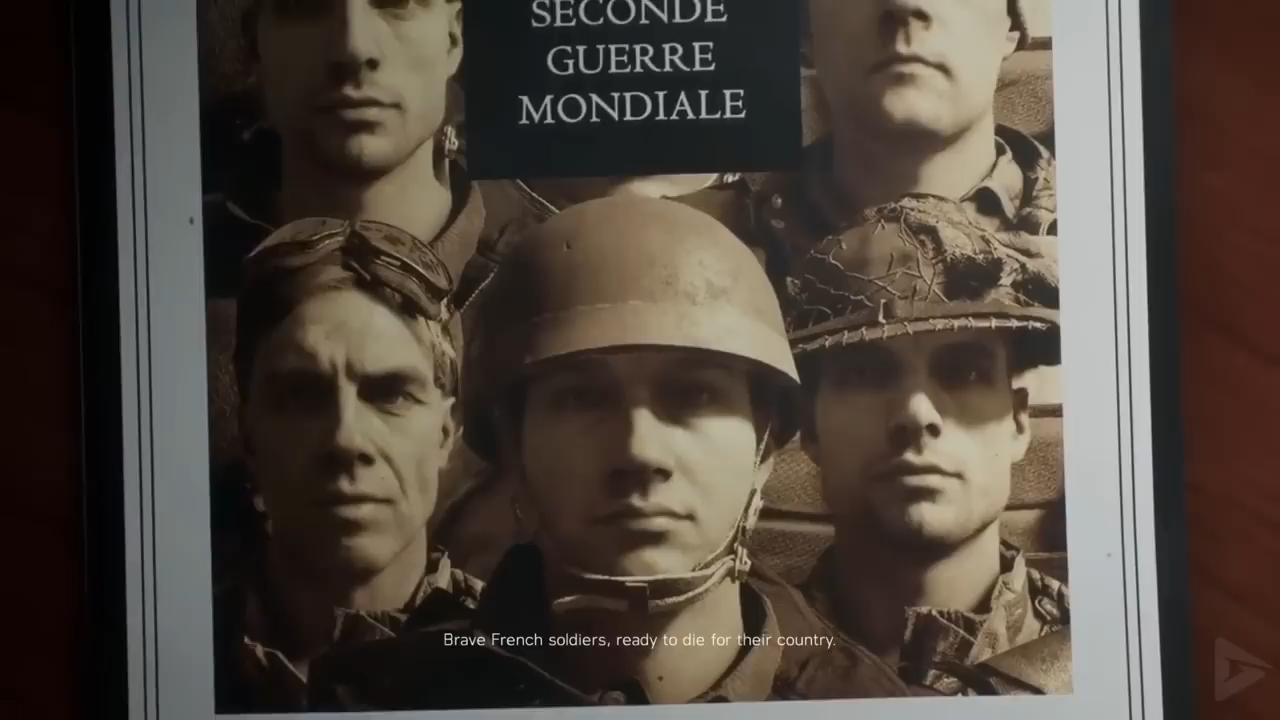 SECONDE
GUERRE
MONDIALE
Brave French soldiers, ready to die for their country.